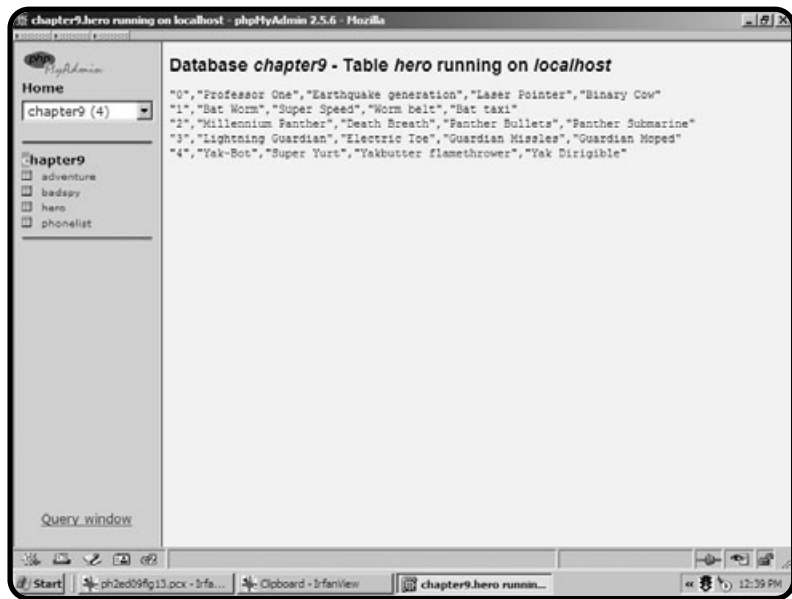 chapter9.hero running on localhost - phpMyAdmin 2.5.6 - Mozilla
php
MyAdmin
Home
chapter9 (4)
chapter9
adventure
badspy
hero
phonelist
Query window
Database chapter9 - Table hero running on localhost
"0","Professor One","Earthquake generation","Laser Pointer","Binary Cow"
"1","Bat Worm","Super Speed","Worm belt","Bat taxi"
"2","Millennium Panther","Death Breath","Panther Bullets","Panther Submarine"
"3","Lightning Guardian","Electric Toe","Guardian Missles","Guardian Moped"
"4","Yak-Bot","Super Yurt","Yakbutter flamethrower","Yak Dirigible"
Start
ph2ed09fig13.pcx - Irfa...
Clipboard - IrfanView
chapter9.hero runnin...
12:39 PM